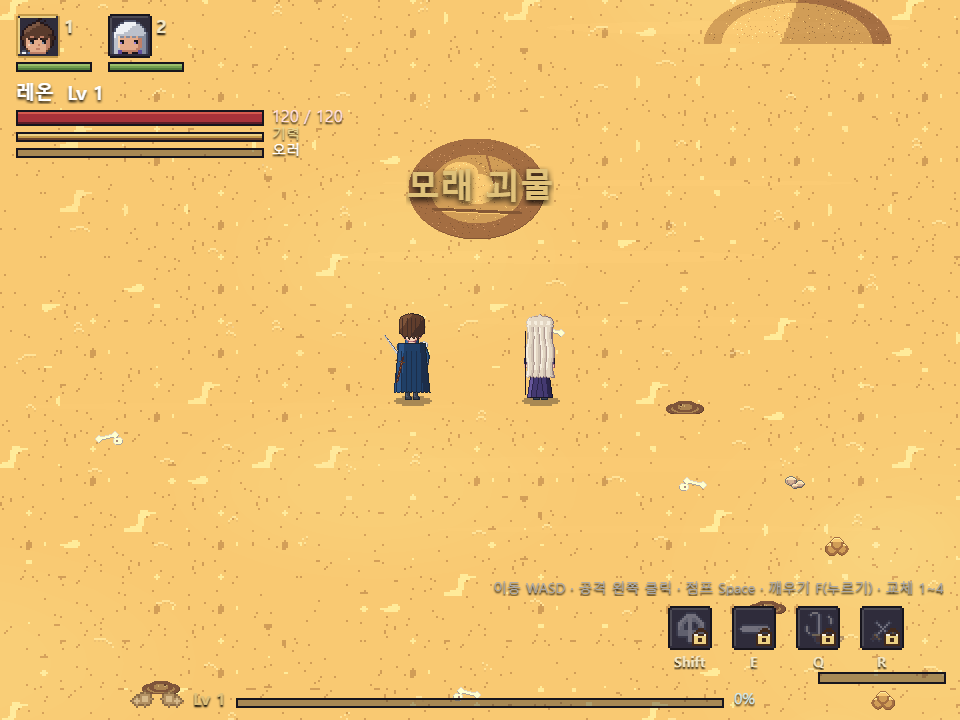 1 2
레온 Lv 1
120 / 120
기력
오러
모래 괴물
이동 WASD · 공격 왼쪽 클릭 · 점프 Space · 깨우기 F(누르기) · 교체 1~4
Shift E Q R
Lv 1 0%